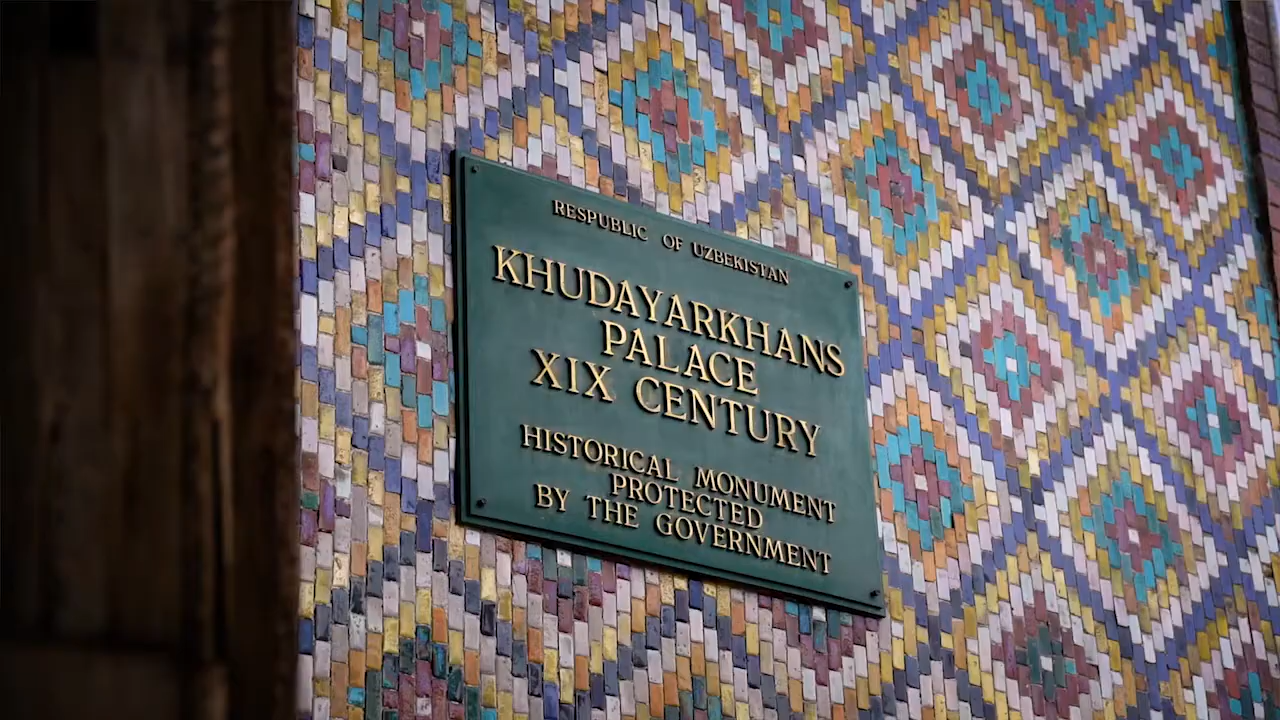 RESPUBLIC OF UZBEKISTAN
KHUDAYARKHANS
PALACE
XIX CENTURY
HISTORICAL MONUMENT
PROTECTED
BY THE GOVERNMENT